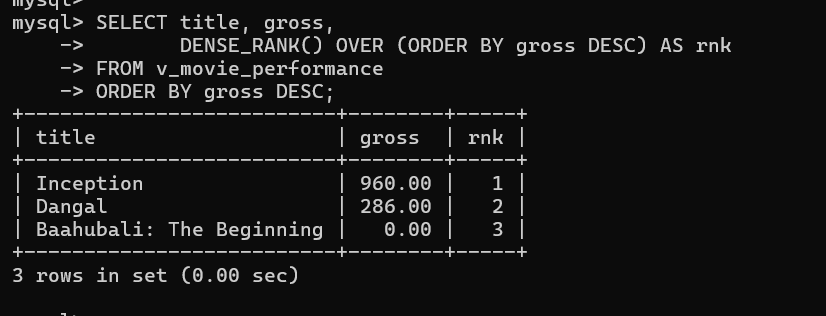 mysql>
mysql> SELECT title, gross,
    ->        DENSE_RANK() OVER (ORDER BY gross DESC) AS rnk
    -> FROM v_movie_performance
    -> ORDER BY gross DESC;
+--------------------------+--------+-----+
| title                    | gross  | rnk |
+--------------------------+--------+-----+
| Inception                | 960.00 |   1 |
| Dangal                   | 286.00 |   2 |
| Baahubali: The Beginning |   0.00 |   3 |
+--------------------------+--------+-----+
3 rows in set (0.00 sec)